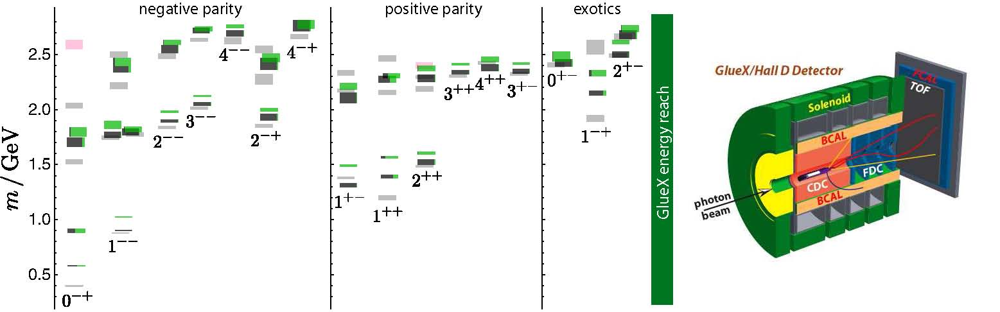 negative parity
positive parity
exotics
m / GeV
2.5
2.0
1.5
1.0
0.5
0⁻⁺
1⁻⁻
2⁻⁻
3⁻⁻
4⁻⁻
2⁻⁺
4⁻⁺
1⁺⁻
1⁺⁺
2⁺⁺
3⁺⁺
4⁺⁺
3⁺⁻
0⁺⁻
1⁻⁺
2⁺⁻
GlueX energy reach
GlueX/Hall D Detector
FCAL
TOF
Solenoid
BCAL
CDC
FDC
BCAL
photon
beam